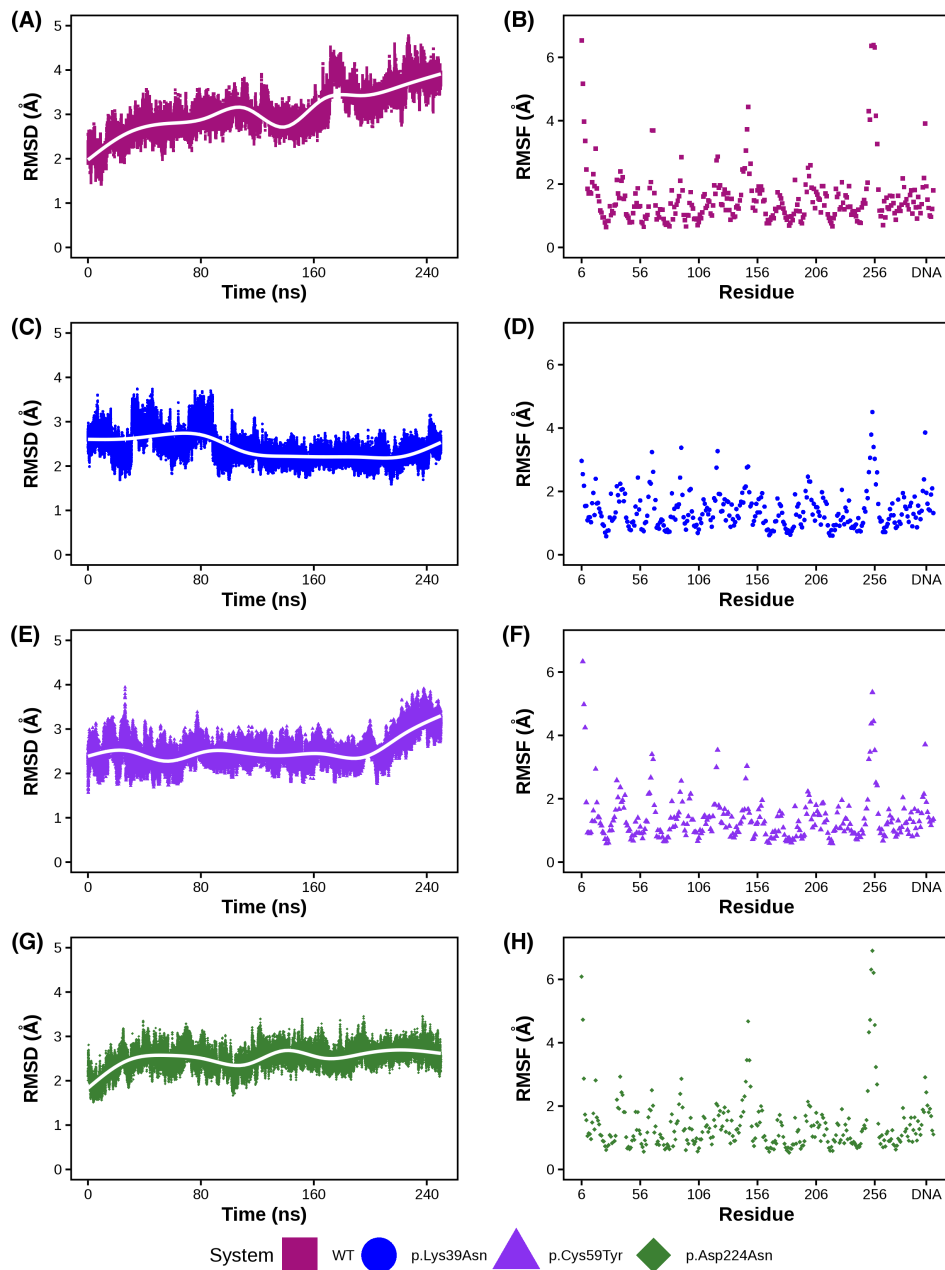 (A)
RMSD (Å)
5
4
3
2
1
0
0 80 160 240
Time (ns)
(B)
RMSF (Å)
6
4
2
0
6 56 106 156 206 256 DNA
Residue
(C)
RMSD (Å)
5
4
3
2
1
0
0 80 160 240
Time (ns)
(D)
RMSF (Å)
6
4
2
0
6 56 106 156 206 256 DNA
Residue
(E)
RMSD (Å)
5
4
3
2
1
0
0 80 160 240
Time (ns)
(F)
RMSF (Å)
6
4
2
0
6 56 106 156 206 256 DNA
Residue
(G)
RMSD (Å)
5
4
3
2
1
0
0 80 160 240
Time (ns)
(H)
RMSF (Å)
6
4
2
0
6 56 106 156 206 256 DNA
Residue
System WT p.Lys39Asn p.Cys59Tyr p.Asp224Asn